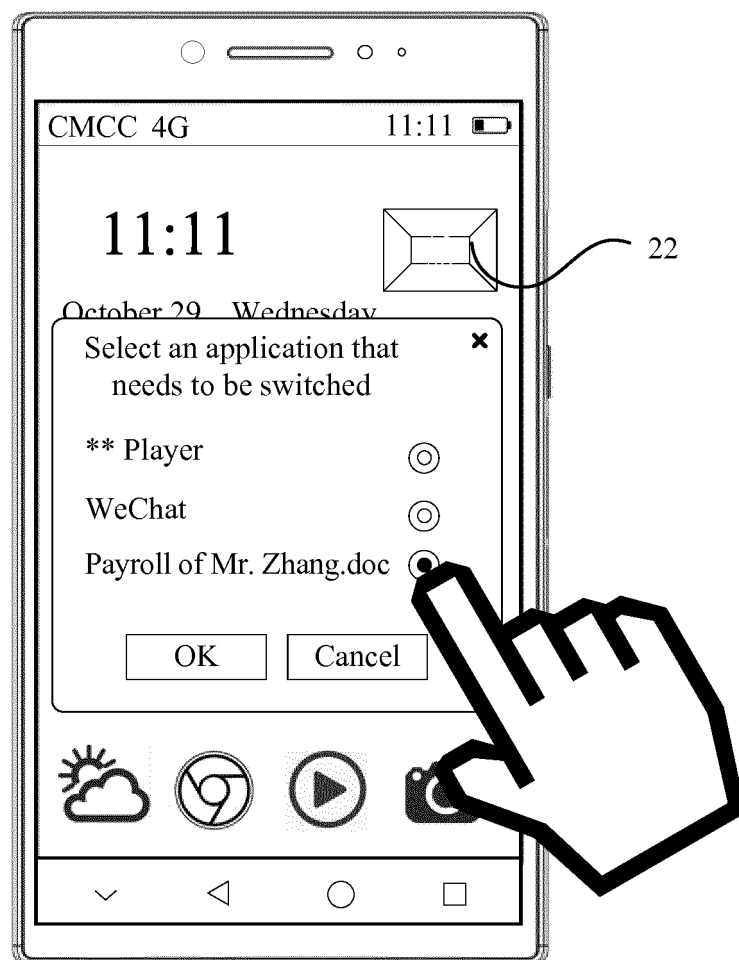 CMCC 4G 11:11
11:11
22
October 29 Wednesday
Select an application that
needs to be switched
** Player
WeChat
Payroll of Mr. Zhang.doc
OK Cancel